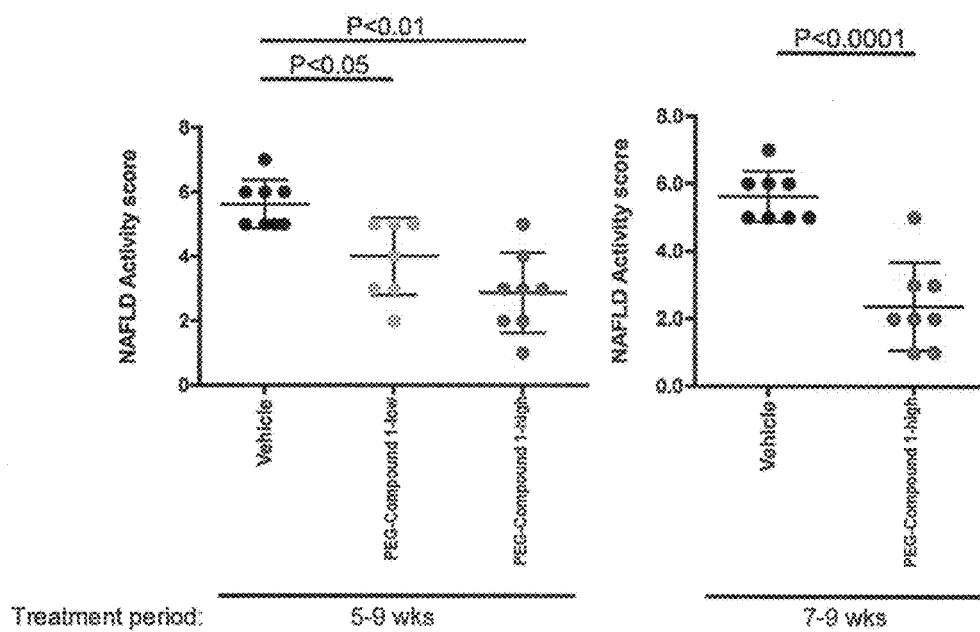 P<0.01
P<0.05
NAFLD Activity score
8
6
4
2
0
Vehicle
PEG-Compound 1-low
PEG-Compound 1-high
P<0.0001
NAFLD Activity score
8.0
6.0
4.0
2.0
0.0
Vehicle
PEG-Compound 1-high
Treatment period: 5-9 wks 7-9 wks